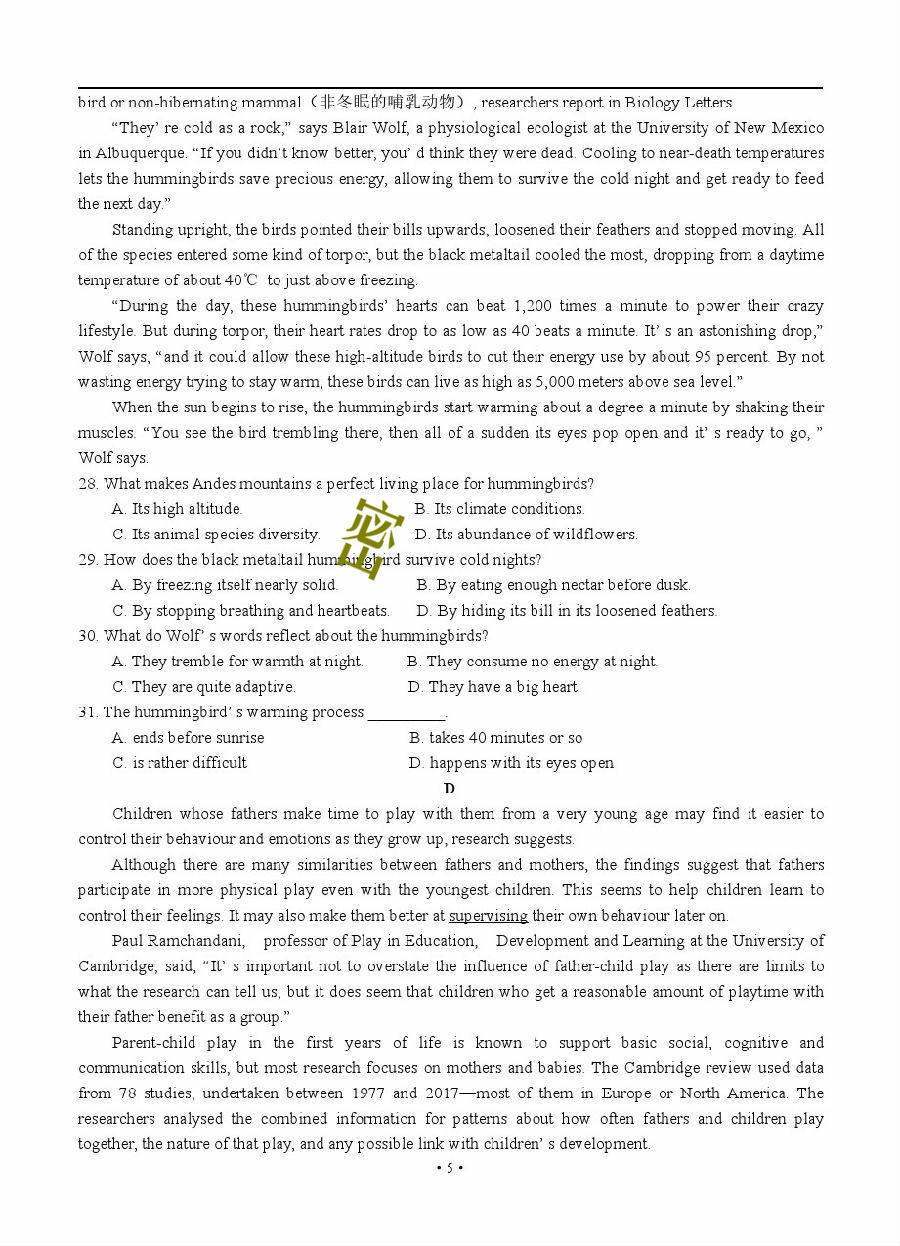 bird or non-hibernating mammal（非冬眠的哺乳动物）, researchers report in Biology Letters
“They’ re cold as a rock,” says Blair Wolf, a physiological ecologist at the University of New Mexico
in Albuquerque. “If you didn't know better, you’ d think they were dead. Cooling to near-death temperatures
lets the hummingbirds save precious energy, allowing them to survive the cold night and get ready to feed
the next day.”
Standing upright, the birds pointed their bills upwards, loosened their feathers and stopped moving. All
of the species entered some kind of torpor, but the black metaltail cooled the most, dropping from a daytime
temperature of about 40℃ to just above freezing.
“During the day, these hummingbirds’ hearts can beat 1,200 times a minute to power their crazy
lifestyle. But during torpor, their heart rates drop to as low as 40 beats a minute. It’ s an astonishing drop,”
Wolf says, “and it could allow these high-altitude birds to cut their energy use by about 95 percent. By not
wasting energy trying to stay warm, these birds can live as high as 5,000 meters above sea level.”
When the sun begins to rise, the hummingbirds start warming about a degree a minute by shaking their
muscles. “You see the bird trembling there, then all of a sudden its eyes pop open and it’ s ready to go, ”
Wolf says.
28. What makes Andes mountains a perfect living place for hummingbirds?
A. Its high altitude. B. Its climate conditions.
C. Its animal species diversity. D. Its abundance of wildflowers.
密
29. How does the black metaltail hummingbird survive cold nights?
A. By freezing itself nearly solid. B. By eating enough nectar before dusk.
C. By stopping breathing and heartbeats. D. By hiding its bill in its loosened feathers.
30. What do Wolf’ s words reflect about the hummingbirds?
A. They tremble for warmth at night. B. They consume no energy at night.
C. They are quite adaptive. D. They have a big heart
31. The hummingbird’ s warming process __________.
A. ends before sunrise B. takes 40 minutes or so
C. is rather difficult D. happens with its eyes open
D
Children whose fathers make time to play with them from a very young age may find it easier to
control their behaviour and emotions as they grow up, research suggests.
Although there are many similarities between fathers and mothers, the findings suggest that fathers
participate in more physical play even with the youngest children. This seems to help children learn to
control their feelings. It may also make them better at supervising their own behaviour later on.
Paul Ramchandani, professor of Play in Education, Development and Learning at the University of
Cambridge, said, “It’ s important not to overstate the influence of father-child play as there are limits to
what the research can tell us, but it does seem that children who get a reasonable amount of playtime with
their father benefit as a group.”
Parent-child play in the first years of life is known to support basic social, cognitive and
communication skills, but most research focuses on mothers and babies. The Cambridge review used data
from 78 studies, undertaken between 1977 and 2017—most of them in Europe or North America. The
researchers analysed the combined information for patterns about how often fathers and children play
together, the nature of that play, and any possible link with children’ s development.
• 5 •